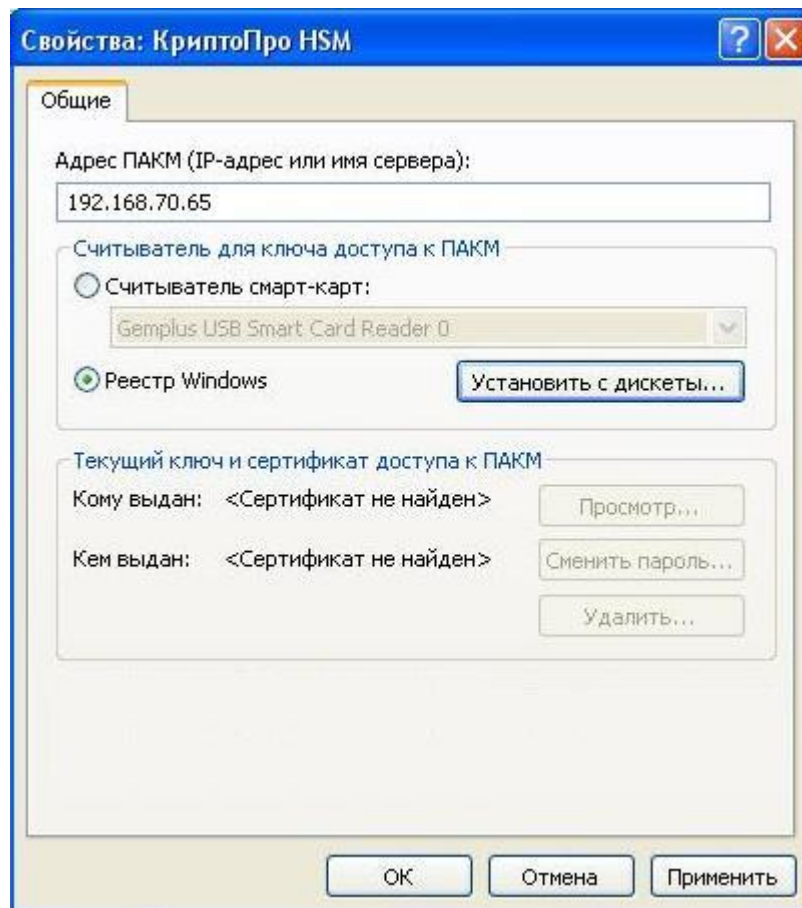 Свойства: КриптоПро HSM
Общие
Адрес ПАКМ (IP-адрес или имя сервера):
192.168.70.65
Считыватель для ключа доступа к ПАКМ
Считыватель смарт-карт:
Gemplus USB Smart Card Reader 0
Реестр Windows Установить с дискеты...
Текущий ключ и сертификат доступа к ПАКМ
Кому выдан: <Сертификат не найден> Просмотр...
Кем выдан: <Сертификат не найден> Сменить пароль...
Удалить...
ОК Отмена Применить